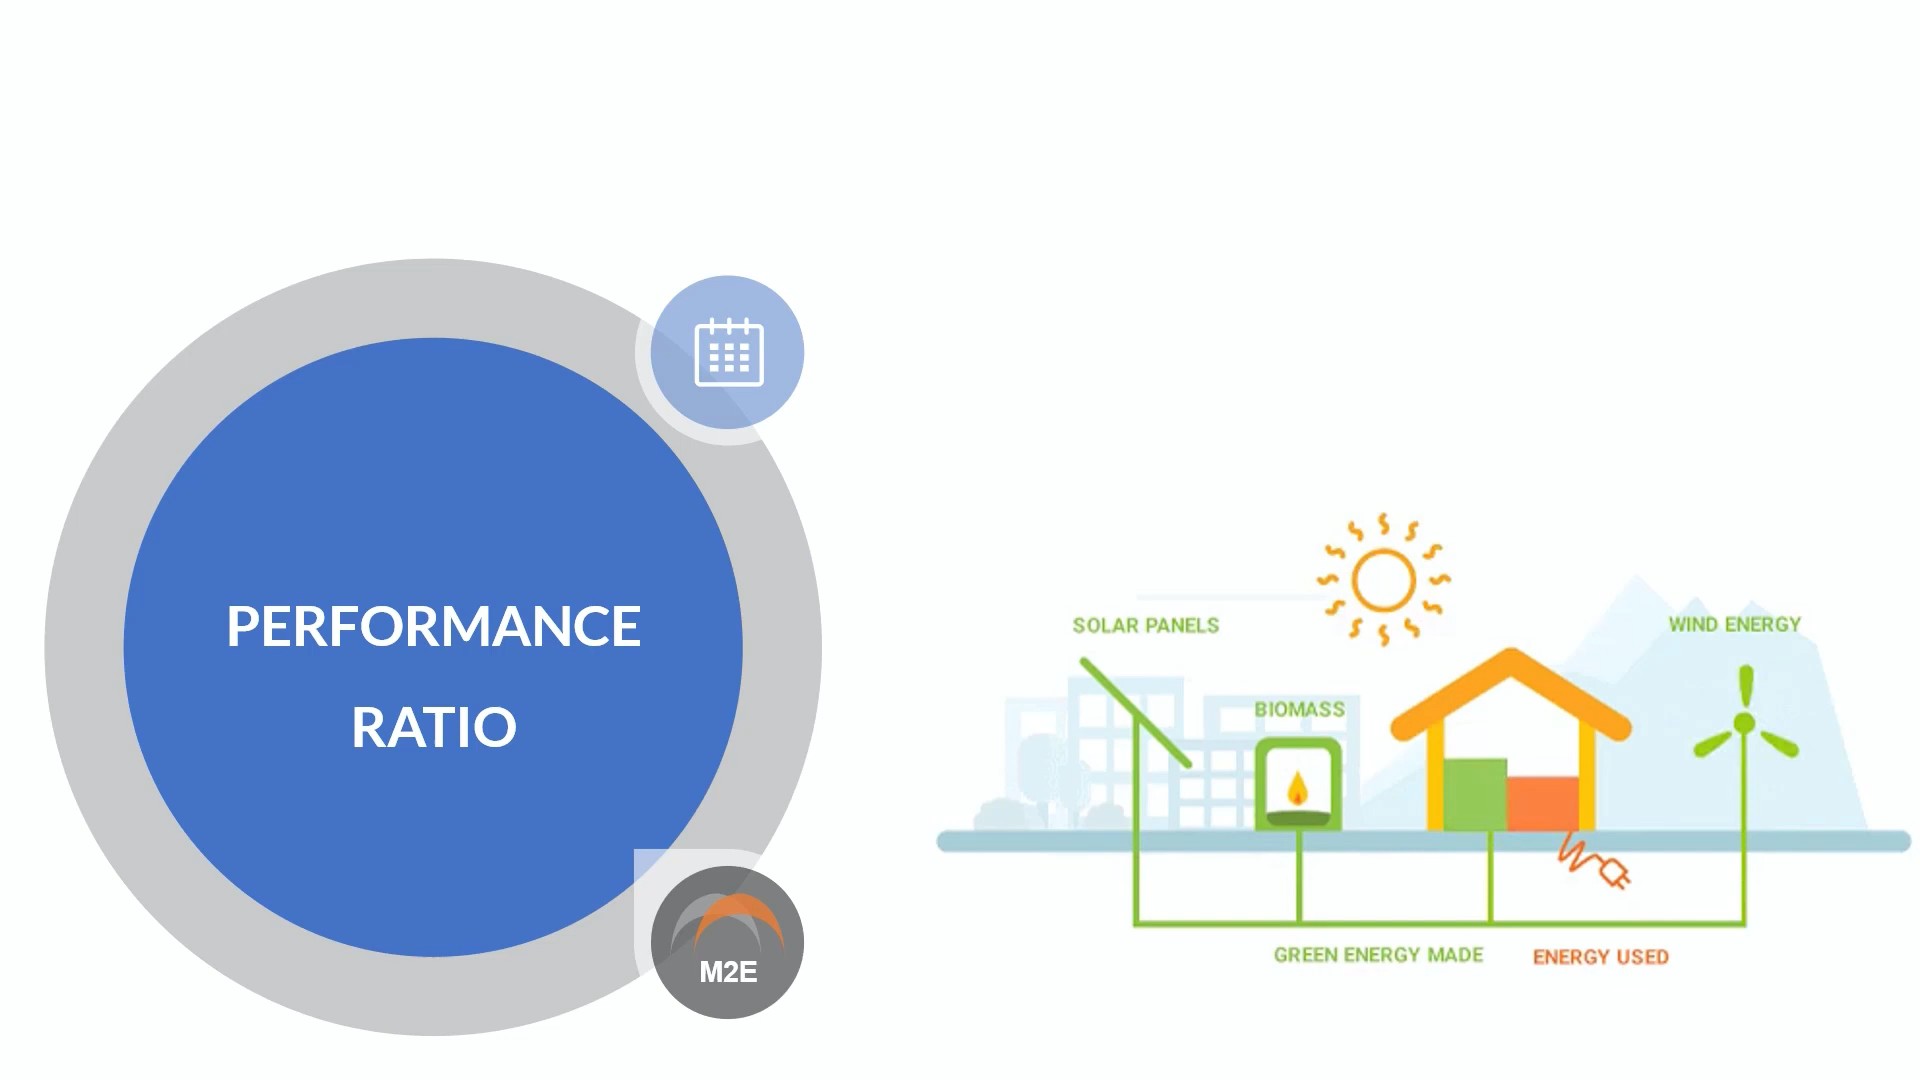 PERFORMANCE
RATIO
M2E
SOLAR PANELS
BIOMASS
WIND ENERGY
GREEN ENERGY MADE
ENERGY USED